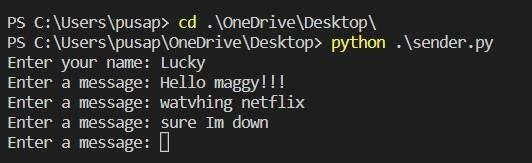 PS C:\Users\pusap> cd .\OneDrive\Desktop\
PS C:\Users\pusap\OneDrive\Desktop> python .\sender.py
Enter your name: Lucky
Enter a message: Hello maggy!!!
Enter a message: watvhing netflix
Enter a message: sure Im down
Enter a message: